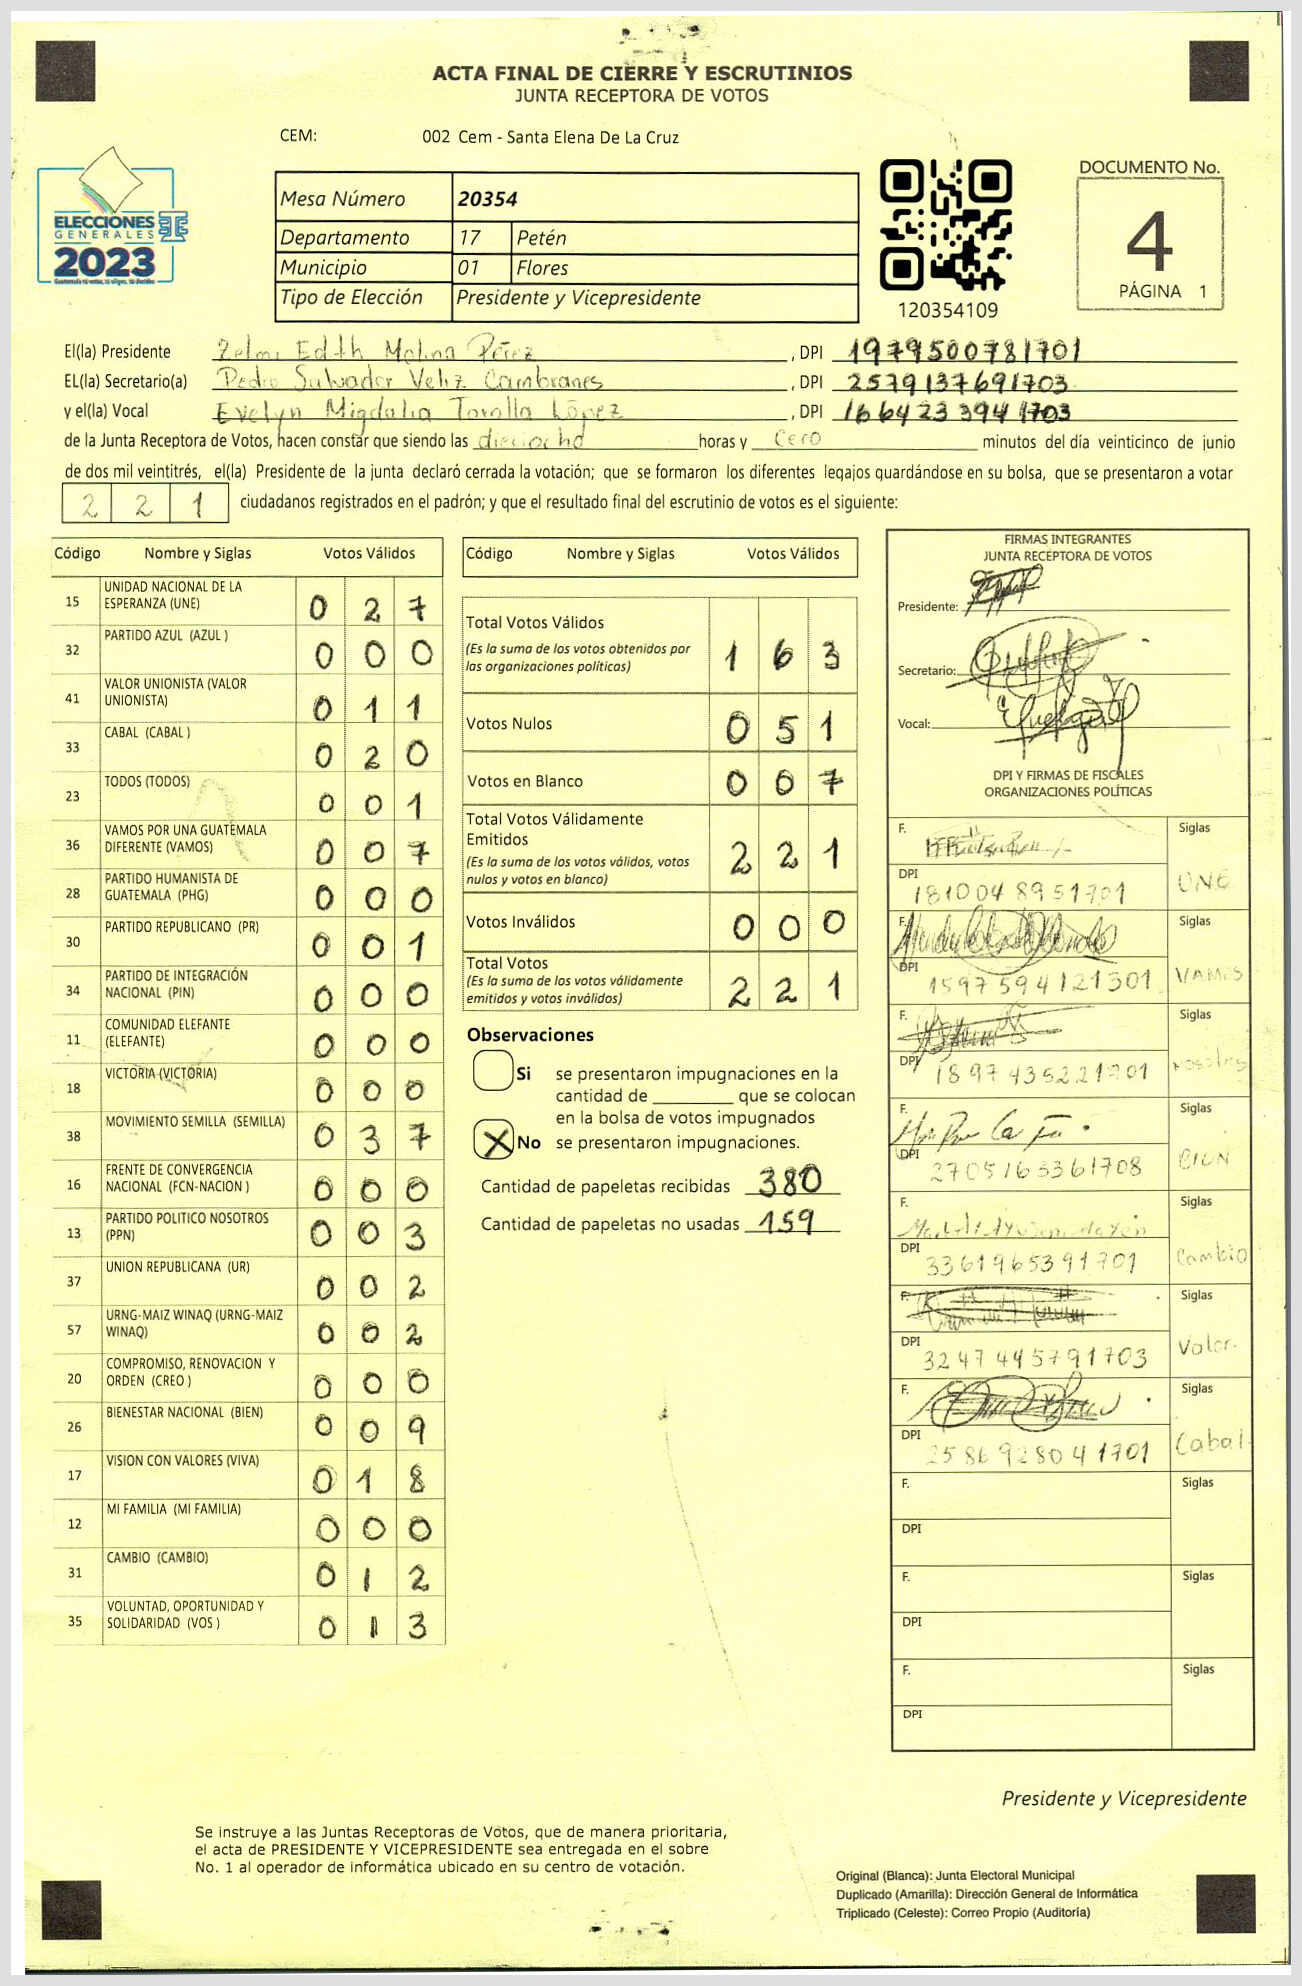 ACTA FINAL DE CIERRE Y ESCRUTINIOS
JUNTA RECEPTORA DE VOTOS
CEM: 002 Cem - Santa Elena De La Cruz
ELECCIONES
GENERALES
2023
Mesa Número 20354
Departamento 17 Petén
Municipio 01 Flores
Tipo de Elección Presidente y Vicepresidente
120354109
DOCUMENTO No.
4
PÁGINA 1
El(la) Presidente Edith Molina Pérez , DPI 1979500781701
EL(la) Secretario(a) Pedro Salvador Veliz Cambranes , DPI 2579137691703
y el(la) Vocal Evelyn Migdalia López , DPI 1664233941703
de la Junta Receptora de Votos, hacen constar que siendo las dieciocho horas y cero minutos del día veinticinco de junio
de dos mil veintitrés, el(la) Presidente de la junta declaró cerrada la votación; que se formaron los diferentes legajos guardándose en su bolsa, que se presentaron a votar
2 2 1 ciudadanos registrados en el padrón; y que el resultado final del escrutinio de votos es el siguiente:
Código Nombre y Siglas Votos Válidos
15 UNIDAD NACIONAL DE LA ESPERANZA (UNE) 0 2 7
32 PARTIDO AZUL (AZUL ) 0 0 0
41 VALOR UNIONISTA (VALOR UNIONISTA) 0 1 1
33 CABAL (CABAL ) 0 2 0
23 TODOS (TODOS) 0 0 1
36 VAMOS POR UNA GUATEMALA DIFERENTE (VAMOS) 0 0 7
28 PARTIDO HUMANISTA DE GUATEMALA (PHG) 0 0 0
30 PARTIDO REPUBLICANO (PR) 0 0 1
34 PARTIDO DE INTEGRACIÓN NACIONAL (PIN) 0 0 0
11 COMUNIDAD ELEFANTE (ELEFANTE) 0 0 0
18 VICTORIA (VICTORIA) 0 0 0
38 MOVIMIENTO SEMILLA (SEMILLA) 0 3 7
16 FRENTE DE CONVERGENCIA NACIONAL (FCN-NACION ) 0 0 0
13 PARTIDO POLITICO NOSOTROS (PPN) 0 0 3
37 UNION REPUBLICANA (UR) 0 0 2
57 URNG-MAIZ WINAQ (URNG-MAIZ WINAQ) 0 0 2
20 COMPROMISO, RENOVACION Y ORDEN (CREO ) 0 0 0
26 BIENESTAR NACIONAL (BIEN) 0 0 9
17 VISION CON VALORES (VIVA) 0 1 8
12 MI FAMILIA (MI FAMILIA) 0 0 0
31 CAMBIO (CAMBIO) 0 1 2
35 VOLUNTAD, OPORTUNIDAD Y SOLIDARIDAD (VOS ) 0 1 3
Código Nombre y Siglas Votos Válidos
Total Votos Válidos
(Es la suma de los votos obtenidos por
las organizaciones políticas) 1 6 3
Votos Nulos 0 5 1
Votos en Blanco 0 0 7
Total Votos Válidamente
Emitidos
(Es la suma de los votos válidos, votos
nulos y votos en blanco) 2 2 1
Votos Inválidos 0 0 0
Total Votos
(Es la suma de los votos válidamente
emitidos y votos inválidos) 2 2 1
Observaciones
Si se presentaron impugnaciones en la
cantidad de ________ que se colocan
en la bolsa de votos impugnados
X No se presentaron impugnaciones.
Cantidad de papeletas recibidas 380
Cantidad de papeletas no usadas 159
FIRMAS INTEGRANTES
JUNTA RECEPTORA DE VOTOS
Presidente:
Secretario:
Vocal:
DPI Y FIRMAS DE FISCALES
ORGANIZACIONES POLÍTICAS
F. Siglas
DPI 1810048951701 UNE
F. Siglas
DPI 1597594121301 VAMOS
F. Siglas
DPI 1897435221701 Nosotros
F. Siglas
DPI 2705163361708
F. Siglas
DPI 3361965391701 Cambio
F. Siglas
DPI 3247445791703 Valor
F. Siglas
DPI 2586928041701 Cabal
F. Siglas
DPI
F. Siglas
DPI
F. Siglas
DPI
Presidente y Vicepresidente
Se instruye a las Juntas Receptoras de Votos, que de manera prioritaria,
el acta de PRESIDENTE Y VICEPRESIDENTE sea entregada en el sobre
No. 1 al operador de informática ubicado en su centro de votación.
Original (Blanca): Junta Electoral Municipal
Duplicado (Amarilla): Dirección General de Informática
Triplicado (Celeste): Correo Propio (Auditoría)